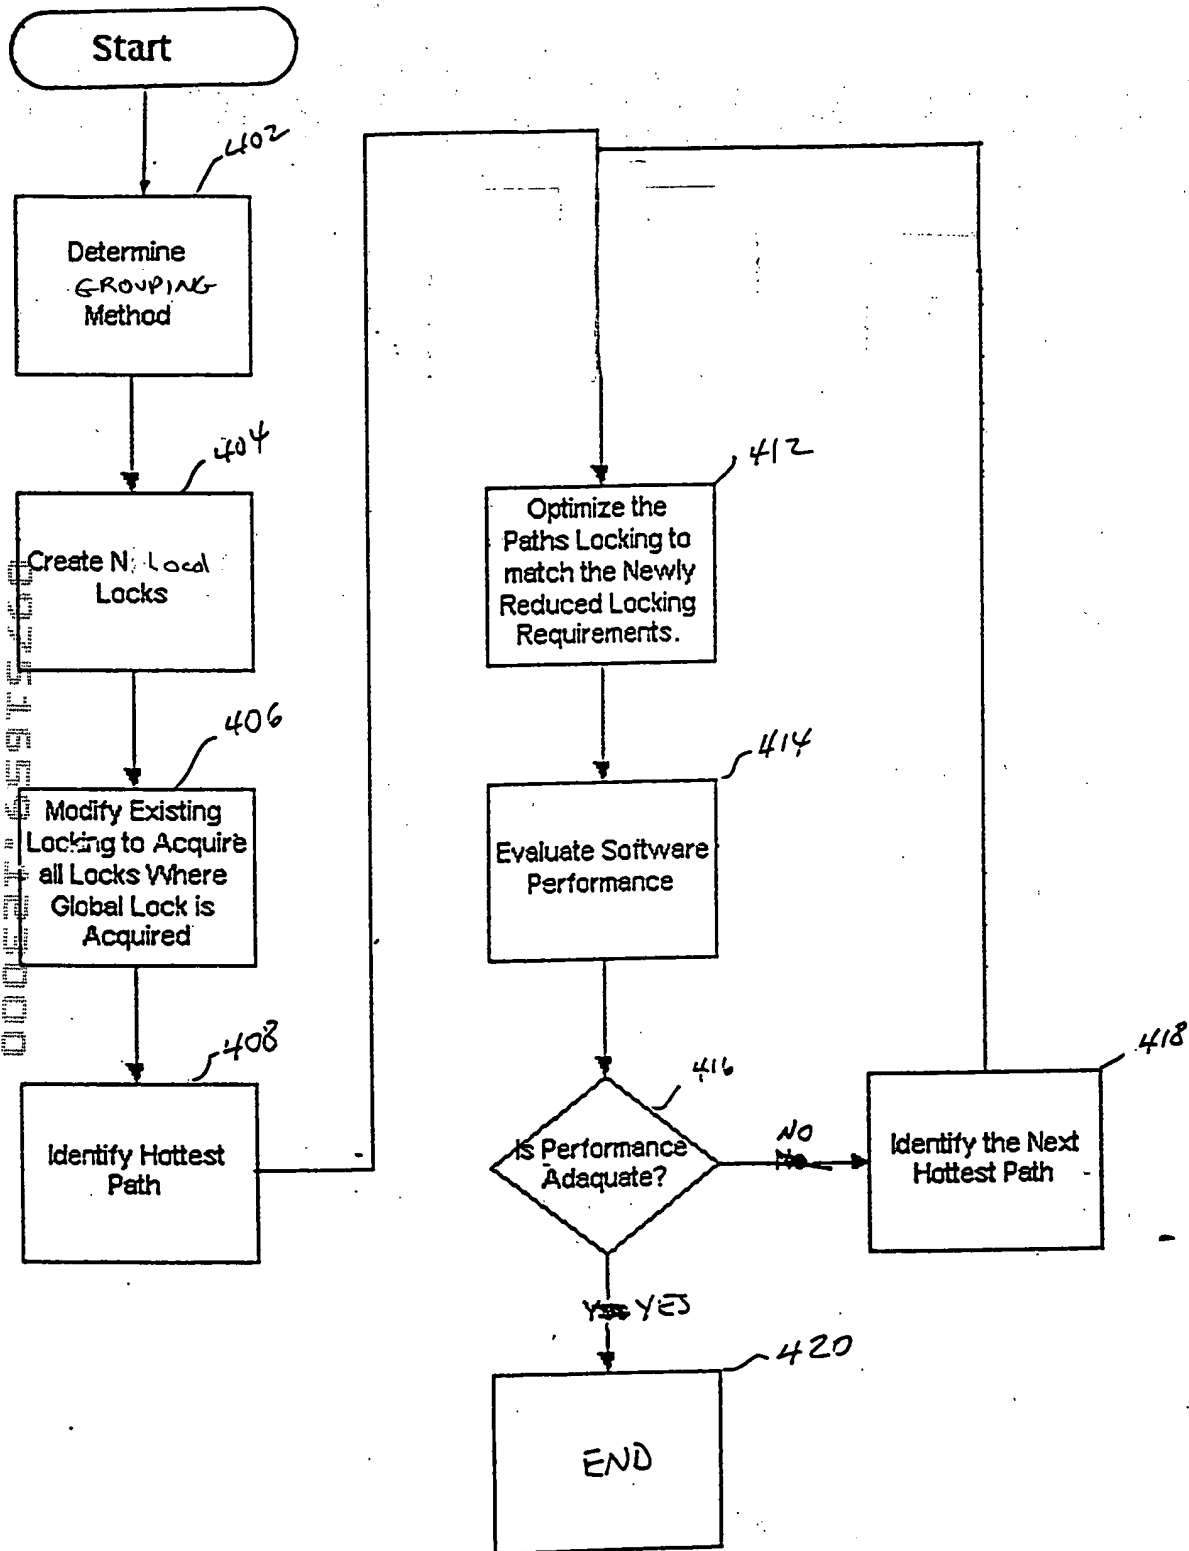 Start
402
Determine
GROUPING
Method
404
Create N Local
Locks
406
Modify Existing
Locking to Acquire
all Locks Where
Global Lock is
Acquired
408
Identify Hottest
Path
412
Optimize the
Paths Locking to
match the Newly
Reduced Locking
Requirements.
414
Evaluate Software
Performance
416
Is Performance
Adaquate?
NO
418
Identify the Next
Hottest Path
YES
420
END